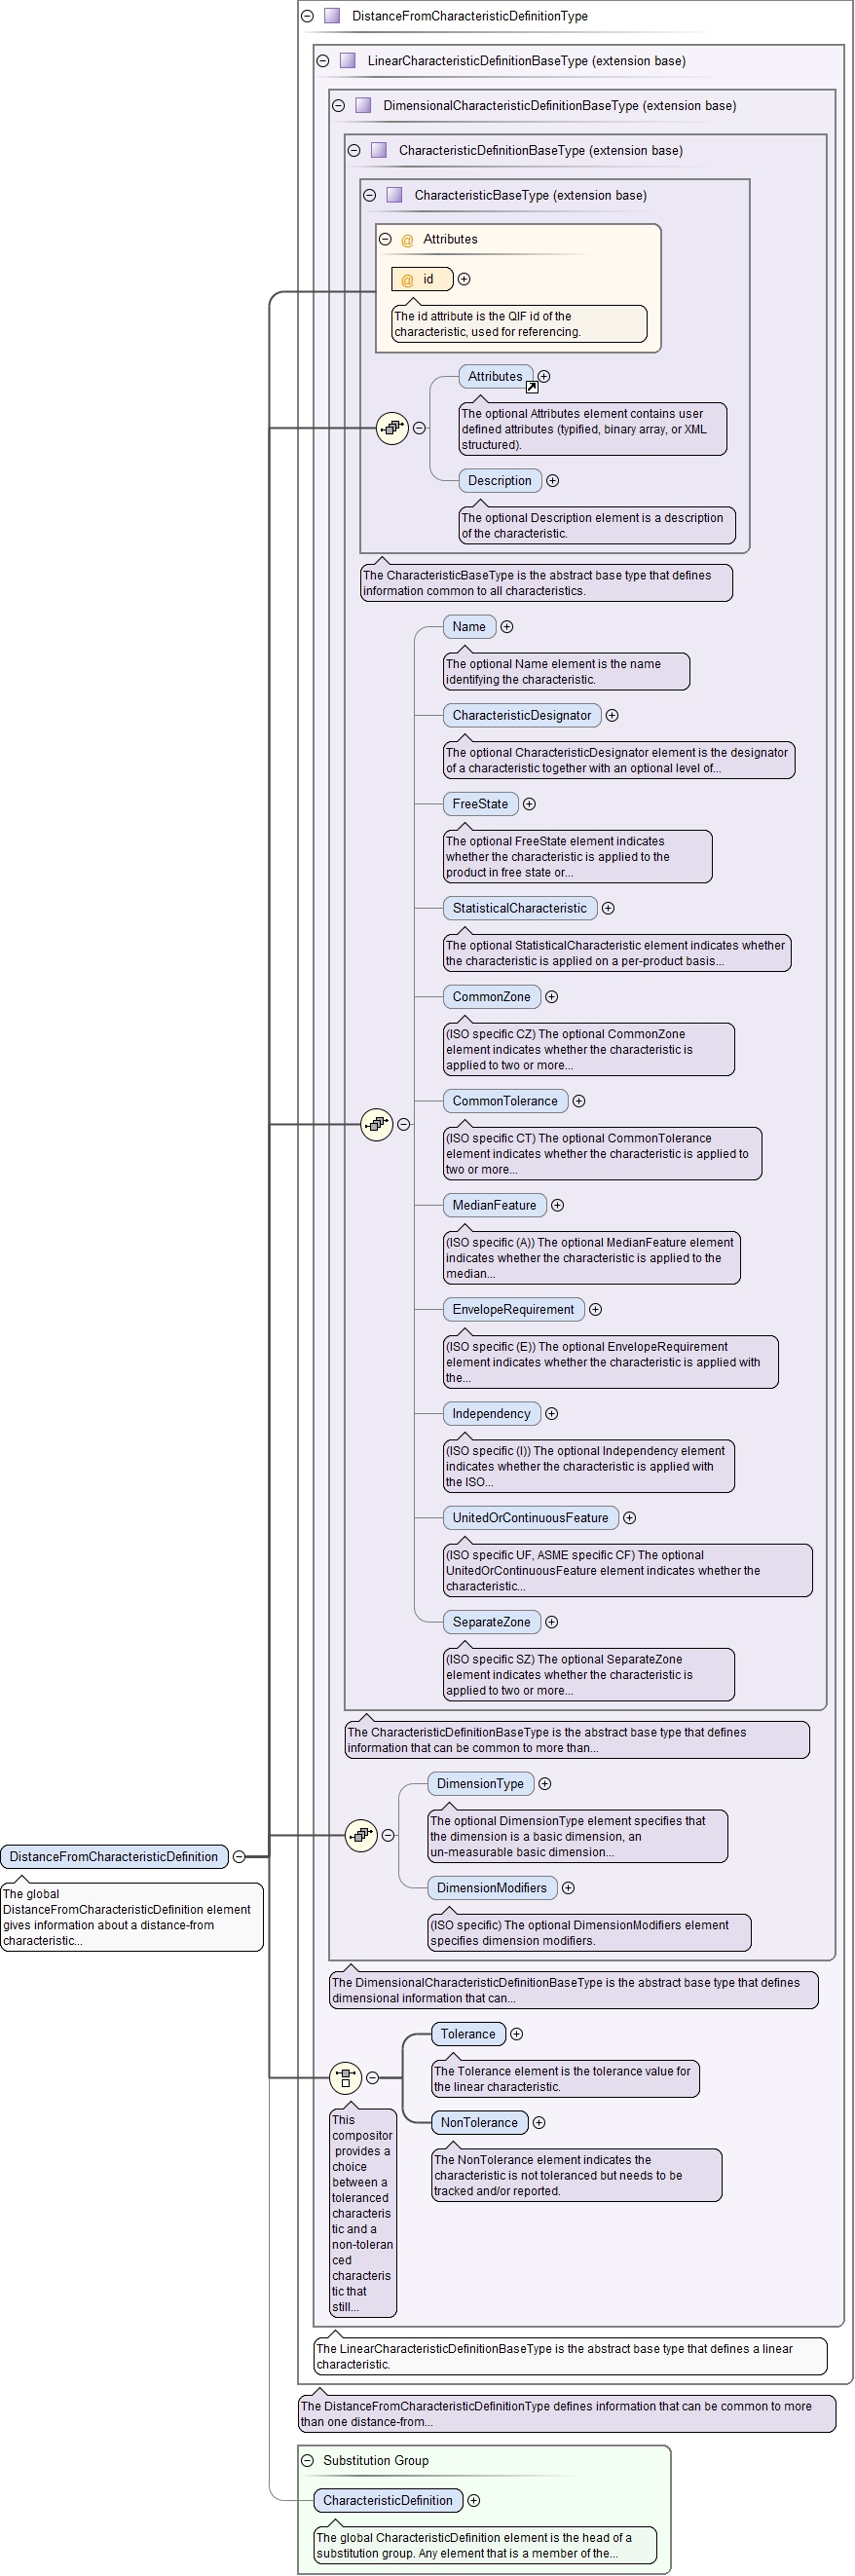 DistanceFromCharacteristicDefinitionType
LinearCharacteristicDefinitionBaseType (extension base)
DimensionalCharacteristicDefinitionBaseType (extension base)
CharacteristicDefinitionBaseType (extension base)
CharacteristicBaseType (extension base)
@ Attributes
@ id
The id attribute is the QIF id of the
characteristic, used for referencing.
Attributes
The optional Attributes element contains user
defined attributes (typified, binary array, or XML
structured).
Description
The optional Description element is a description
of the characteristic.
The CharacteristicBaseType is the abstract base type that defines
information common to all characteristics.
Name
The optional Name element is the name
identifying the characteristic.
CharacteristicDesignator
The optional CharacteristicDesignator element is the designator
of a characteristic together with an optional level of...
FreeState
The optional FreeState element indicates
whether the characteristic is applied to the
product in free state or...
StatisticalCharacteristic
The optional StatisticalCharacteristic element indicates whether
the characteristic is applied on a per-product basis...
CommonZone
(ISO specific CZ) The optional CommonZone
element indicates whether the characteristic is
applied to two or more...
CommonTolerance
(ISO specific CT) The optional CommonTolerance
element indicates whether the characteristic is applied to
two or more...
MedianFeature
(ISO specific (A)) The optional MedianFeature element
indicates whether the characteristic is applied to the
median...
EnvelopeRequirement
(ISO specific (E)) The optional EnvelopeRequirement
element indicates whether the characteristic is applied with
the...
Independency
(ISO specific (I)) The optional Independency element
indicates whether the characteristic is applied with
the ISO...
UnitedOrContinuousFeature
(ISO specific UF, ASME specific CF) The optional
UnitedOrContinuousFeature element indicates whether the
characteristic...
SeparateZone
(ISO specific SZ) The optional SeparateZone
element indicates whether the characteristic is
applied to two or more...
The CharacteristicDefinitionBaseType is the abstract base type that defines
information that can be common to more than...
DimensionType
The optional DimensionType element specifies that
the dimension is a basic dimension, an
un-measurable basic dimension...
DimensionModifiers
(ISO specific) The optional DimensionModifiers element
specifies dimension modifiers.
DistanceFromCharacteristicDefinition
The global
DistanceFromCharacteristicDefinition element
gives information about a distance-from
characteristic...
The DimensionalCharacteristicDefinitionBaseType is the abstract base type that defines
dimensional information that can...
Tolerance
The Tolerance element is the tolerance value for
the linear characteristic.
NonTolerance
The NonTolerance element indicates the
characteristic is not toleranced but needs to be
tracked and/or reported.
This
compositor
provides a
choice
between a
toleranced
characteris
tic and a
non-toleran
ced
characteris
tic that
still...
The LinearCharacteristicDefinitionBaseType is the abstract base type that defines a linear
characteristic.
The DistanceFromCharacteristicDefinitionType defines information that can be common to more
than one distance-from...
Substitution Group
CharacteristicDefinition
The global CharacteristicDefinition element is the head of a
substitution group. Any element that is a member of the...